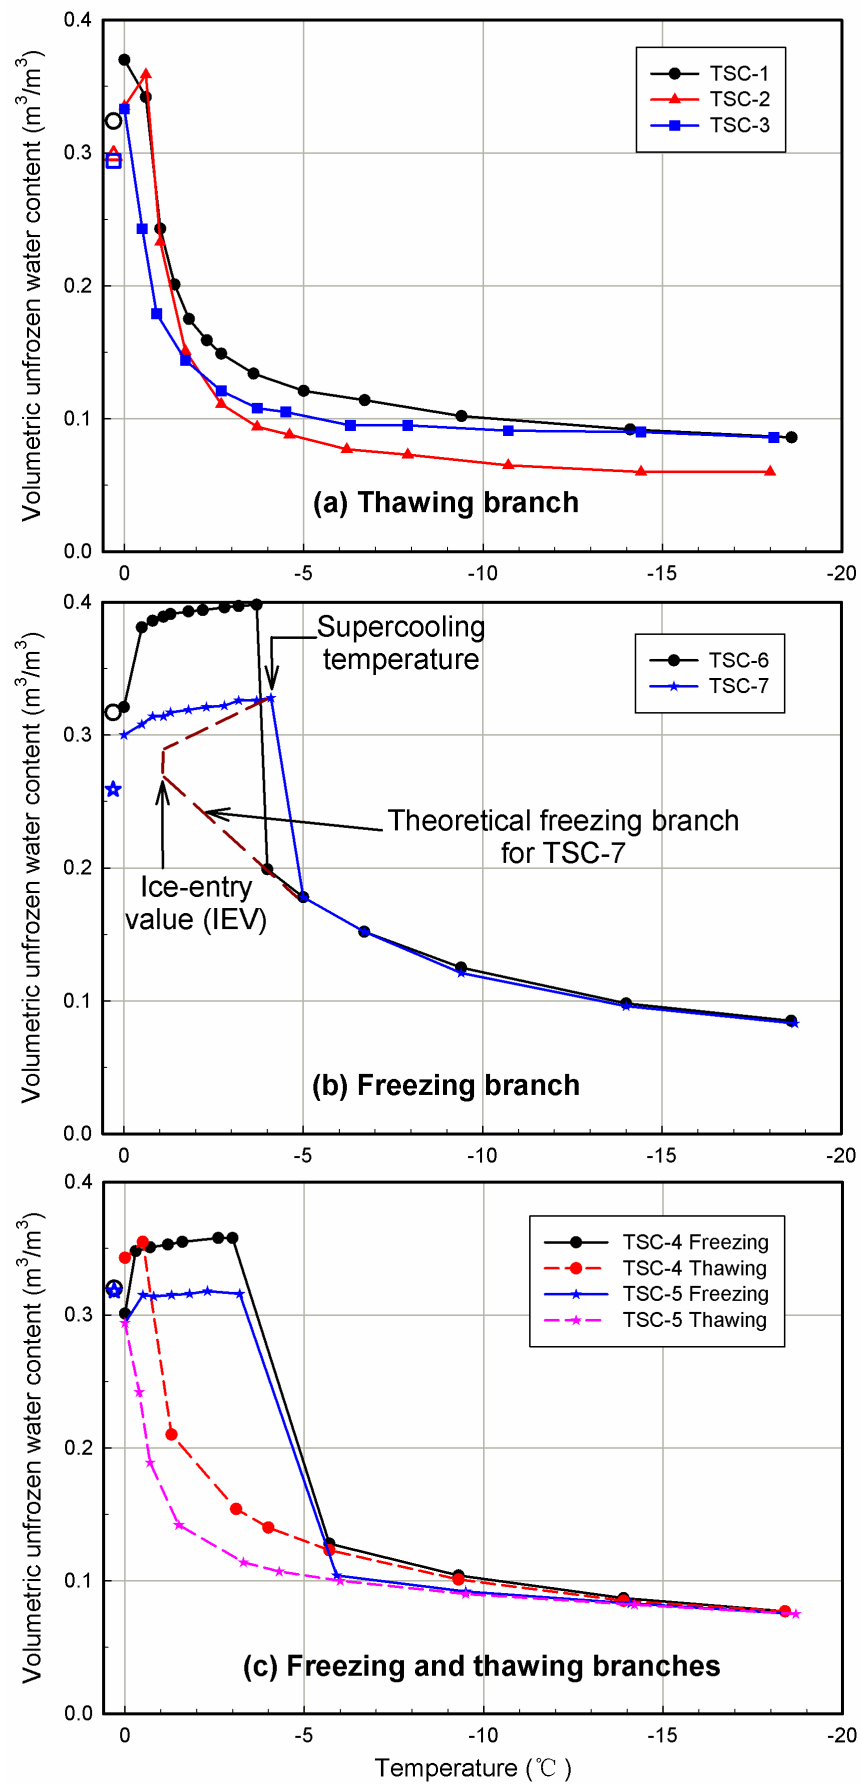 0.4
0.3
0.2
0.1
0.0
Volumetric unfrozen water content (m³/m³)
TSC-1
TSC-2
TSC-3
(a) Thawing branch
0 -5 -10 -15 -20
0.4
0.3
0.2
0.1
0.0
Volumetric unfrozen water content (m³/m³)
Supercooling
temperature
TSC-6
TSC-7
Theoretical freezing branch
for TSC-7
Ice-entry
value (IEV)
(b) Freezing branch
0 -5 -10 -15 -20
0.4
0.3
0.2
0.1
0.0
Volumetric unfrozen water content (m³/m³)
TSC-4 Freezing
TSC-4 Thawing
TSC-5 Freezing
TSC-5 Thawing
(c) Freezing and thawing branches
0 -5 -10 -15 -20
Temperature (℃)